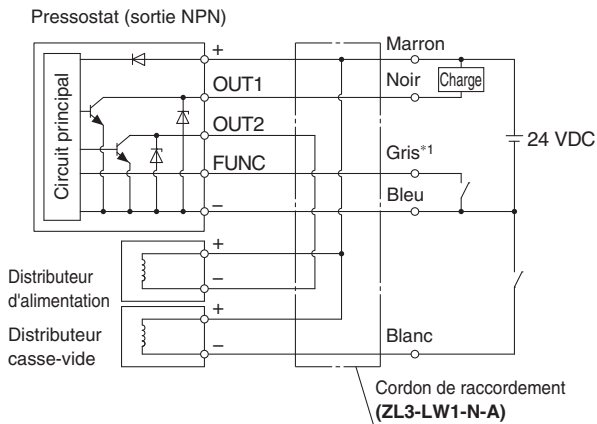 Pressostat (sortie NPN)
Circuit principal
+
OUT1
OUT2
FUNC
–
Marron
Noir
Charge
Gris*1
Bleu
24 VDC
Distributeur
d'alimentation
+
–
Distributeur
casse-vide
+
–
Blanc
Cordon de raccordement
(ZL3-LW1-N-A)